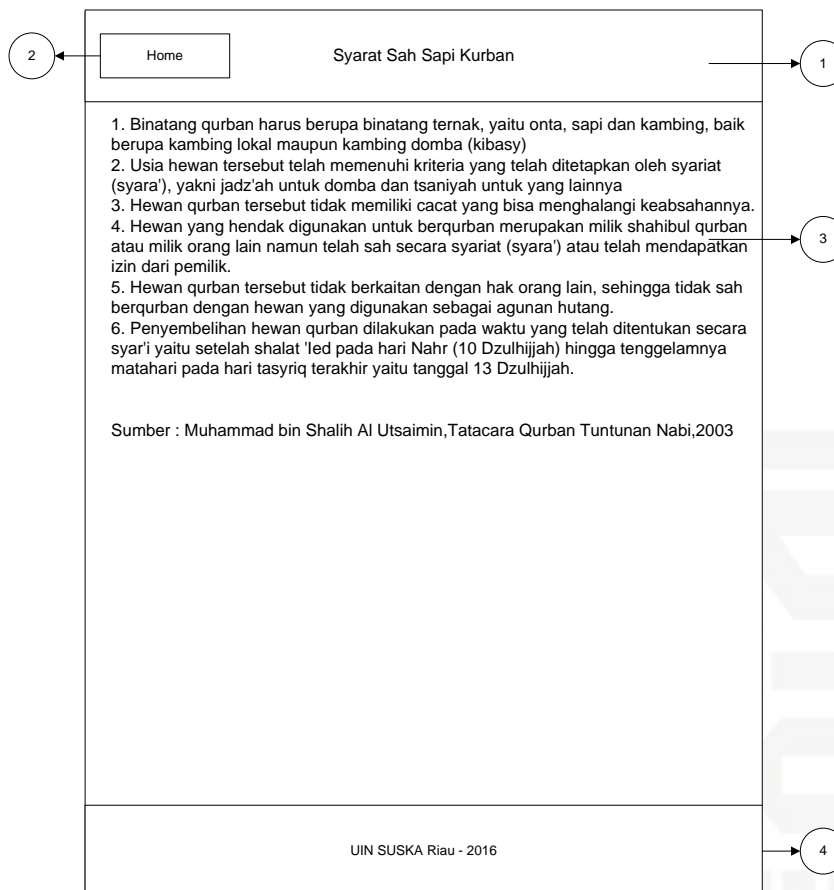 2
Home
Syarat Sah Sapi Kurban
1
1. Binatang qurban harus berupa binatang ternak, yaitu onta, sapi dan kambing, baik
berupa kambing lokal maupun kambing domba (kibasy)
2. Usia hewan tersebut telah memenuhi kriteria yang telah ditetapkan oleh syariat
(syara'), yakni jadz'ah untuk domba dan tsaniyah untuk yang lainnya
3. Hewan qurban tersebut tidak memiliki cacat yang bisa menghalangi keabsahannya.
4. Hewan yang hendak digunakan untuk berqurban merupakan milik shahibul qurban
atau milik orang lain namun telah sah secara syariat (syara') atau telah mendapatkan
izin dari pemilik.
3
5. Hewan qurban tersebut tidak berkaitan dengan hak orang lain, sehingga tidak sah
berqurban dengan hewan yang digunakan sebagai agunan hutang.
6. Penyembelihan hewan qurban dilakukan pada waktu yang telah ditentukan secara
syar'i yaitu setelah shalat 'Ied pada hari Nahr (10 Dzulhijjah) hingga tenggelamnya
matahari pada hari tasyriq terakhir yaitu tanggal 13 Dzulhijjah.
Sumber : Muhammad bin Shalih Al Utsaimin,Tatacara Qurban Tuntunan Nabi,2003
UIN SUSKA Riau - 2016
4